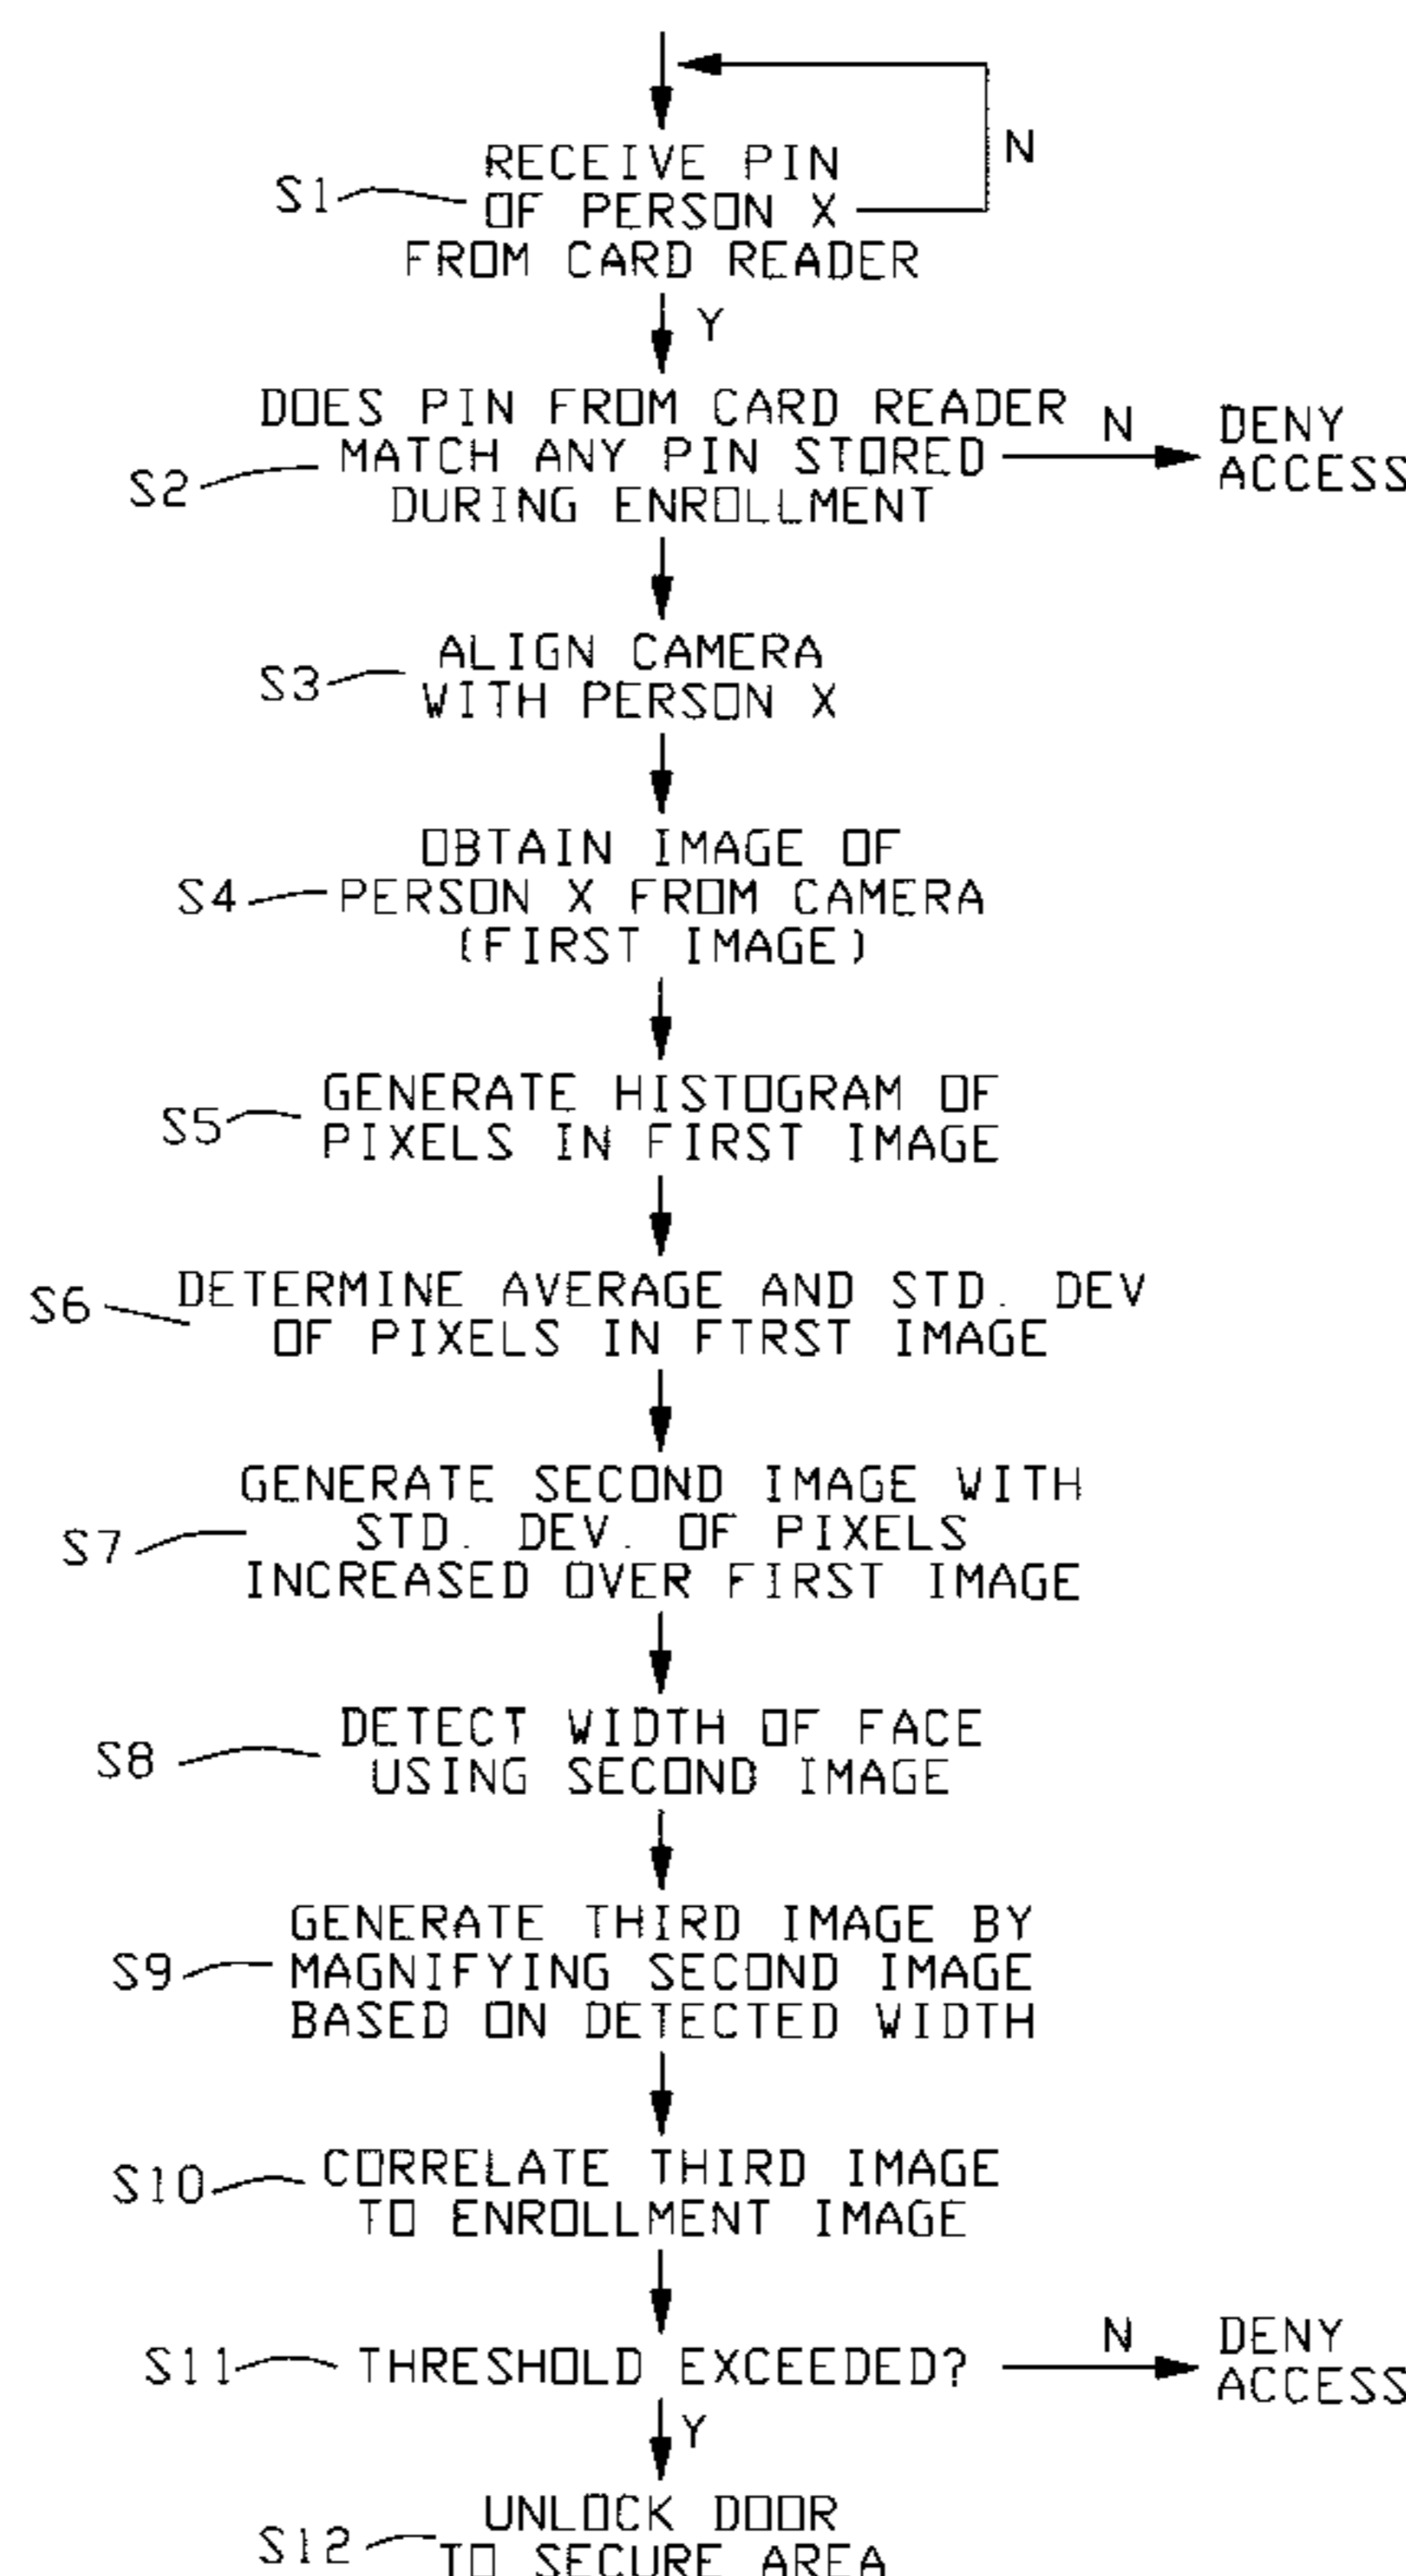 RECEIVE PIN
N
S1
OF PERSON X
FROM CARD READER
Y
DOES PIN FROM CARD READER
N
DENY
MATCH ANY PIN STORED
ACCESS
S2
DURING ENROLLMENT
ALIGN CAMERA
S3
WITH PERSON X
OBTAIN IMAGE OF
S4
PERSON X FROM CAMERA
(FIRST IMAGE)
GENERATE HISTOGRAM OF
S5
PIXELS IN FIRST IMAGE
DETERMINE AVERAGE AND STD. DEV
S6
OF PIXELS IN FIRST IMAGE
GENERATE SECOND IMAGE WITH
S7
STD. DEV. OF PIXELS
INCREASED OVER FIRST IMAGE
DETECT WIDTH OF FACE
S8
USING SECOND IMAGE
GENERATE THIRD IMAGE BY
S9
MAGNIFYING SECOND IMAGE
BASED ON DETECTED WIDTH
CORRELATE THIRD IMAGE
S10
TO ENROLLMENT IMAGE
N
DENY
S11
THRESHOLD EXCEEDED?
ACCESS
Y
UNLOCK DOOR
S12
TO SECURE AREA